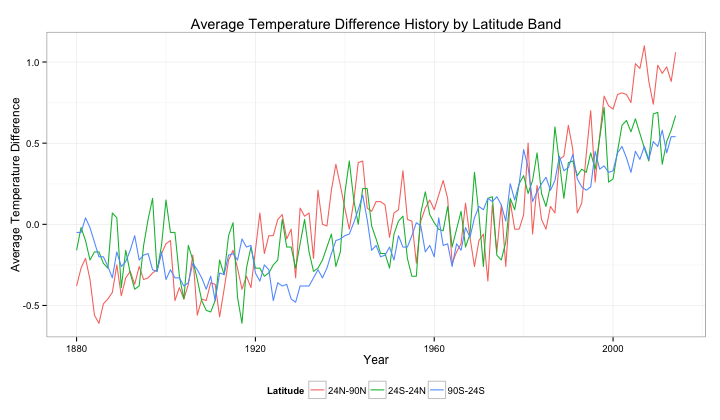 Average Temperature Difference History by Latitude Band
Average Temperature Difference
1.0
0.5
0.0
-0.5
1880 1920 1960 2000
Year
Latitude 24N-90N 24S-24N 90S-24S